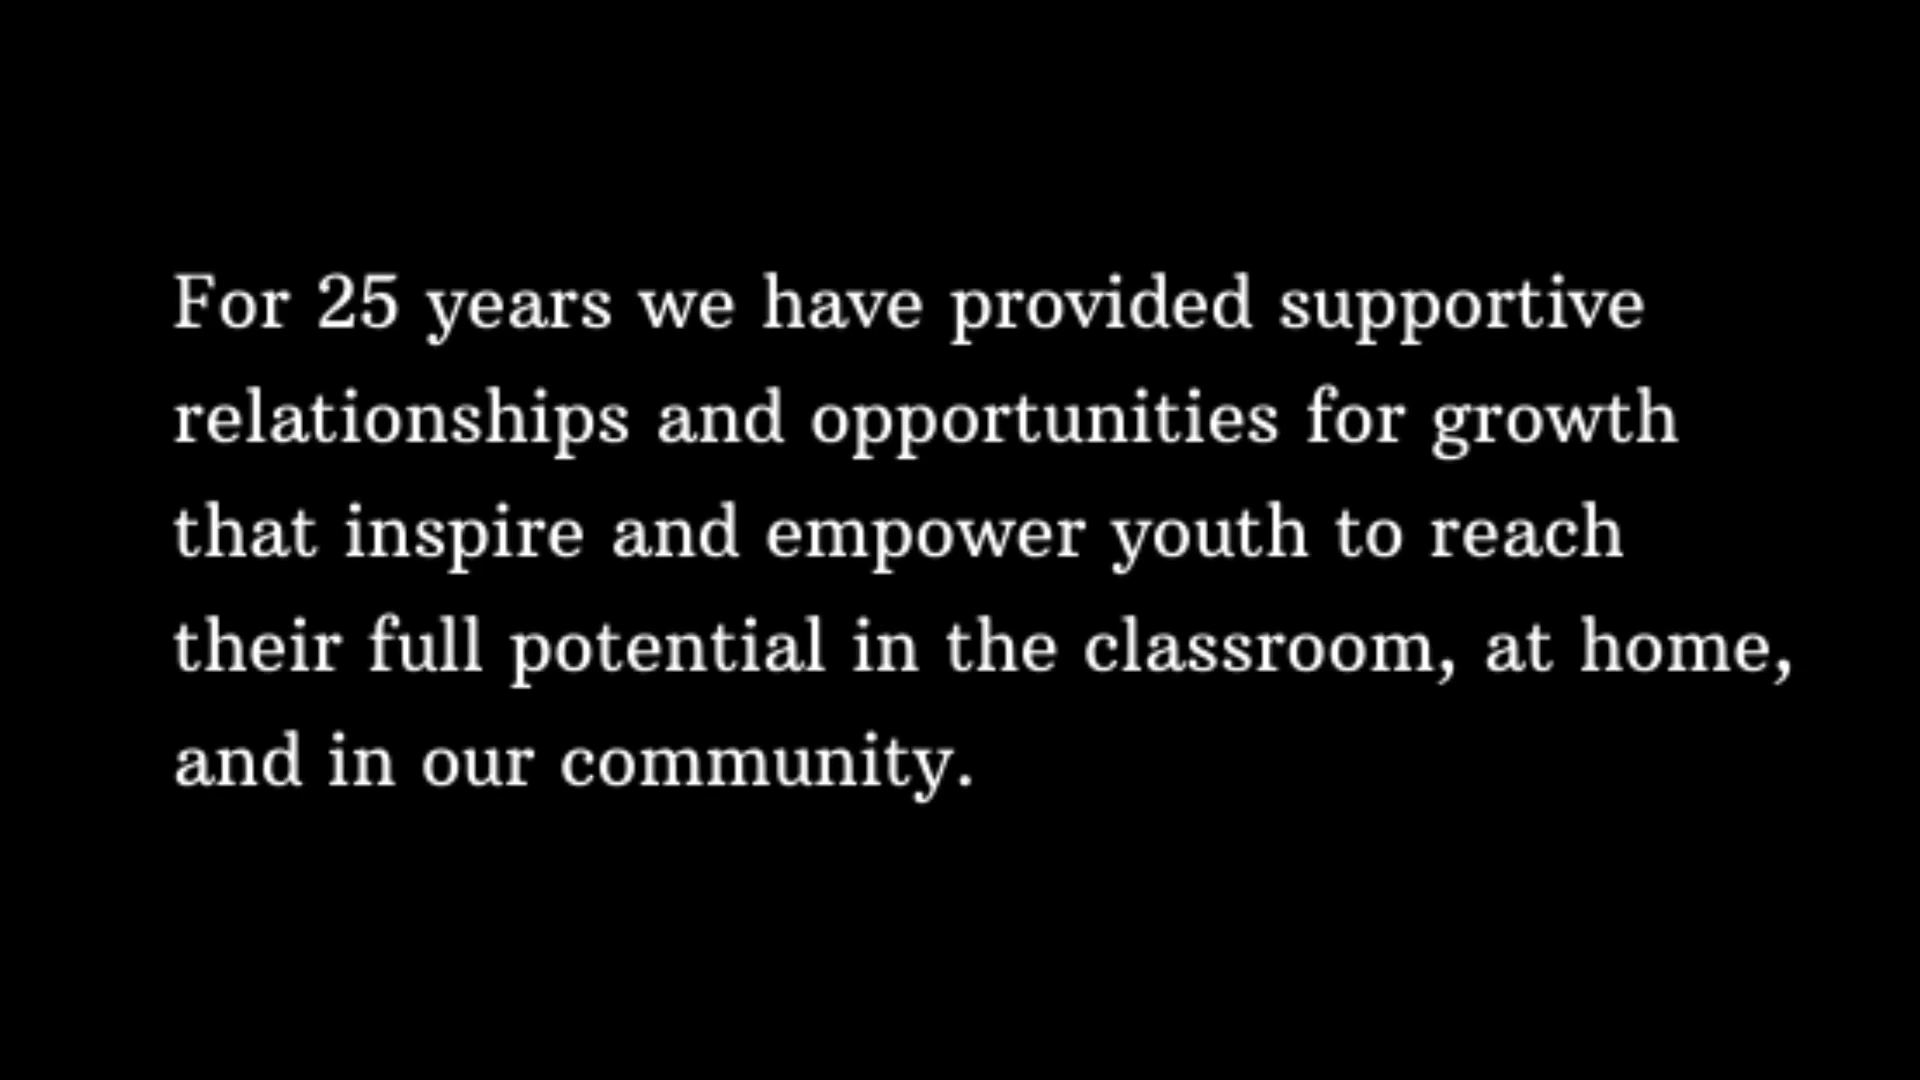 For 25 years we have provided supportive
relationships and opportunities for growth
that inspire and empower youth to reach
their full potential in the classroom, at home,
and in our community.